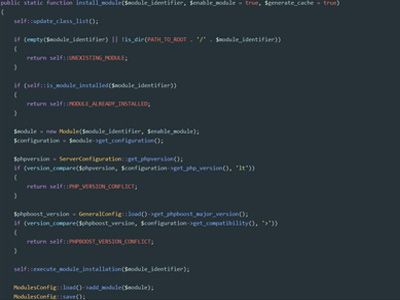 public static function install_module($module_identifier, $enable_module = true, $generate_cache = true)
{
self::update_class_list();
if (empty($module_identifier) || !is_dir(PATH_TO_ROOT . '/' . $module_identifier))
{
return self::UNEXISTING_MODULE;
}
if (self::is_module_installed($module_identifier))
{
return self::MODULE_ALREADY_INSTALLED;
}
$module = new Module($module_identifier, $enable_module);
$configuration = $module->get_configuration();
$phpversion = ServerConfiguration::get_phpversion();
if (version_compare($phpversion, $configuration->get_php_version(), 'lt'))
{
return self::PHP_VERSION_CONFLICT;
}
$phpboost_version = GeneralConfig::load()->get_phpboost_major_version();
if (version_compare($phpboost_version, $configuration->get_compatibility(), '>'))
{
return self::PHPBOOST_VERSION_CONFLICT;
}
self::execute_module_installation($module_identifier);
ModulesConfig::load()->add_module($module);
ModulesConfig::save();